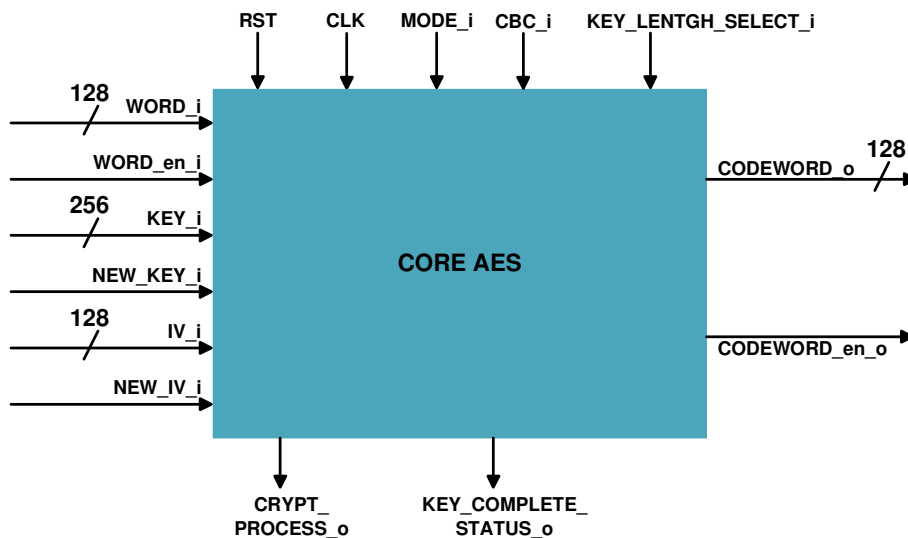 RST CLK MODE_i CBC_i KEY_LENTGH_SELECT_i
128
WORD_i
WORD_en_i
256
KEY_i
NEW_KEY_i
128
IV_i
NEW_IV_i
CORE AES
128
CODEWORD_o
CODEWORD_en_o
CRYPT_
PROCESS_o
KEY_COMPLETE_
STATUS_o